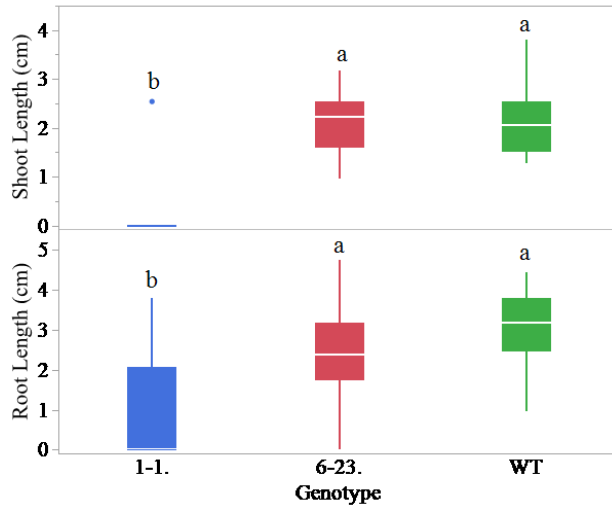 Shoot Length (cm)
4
3
2
1
0
b
a
a
Root Length (cm)
5
4
3
2
1
0
b
a
a
1-1.
6-23.
WT
Genotype